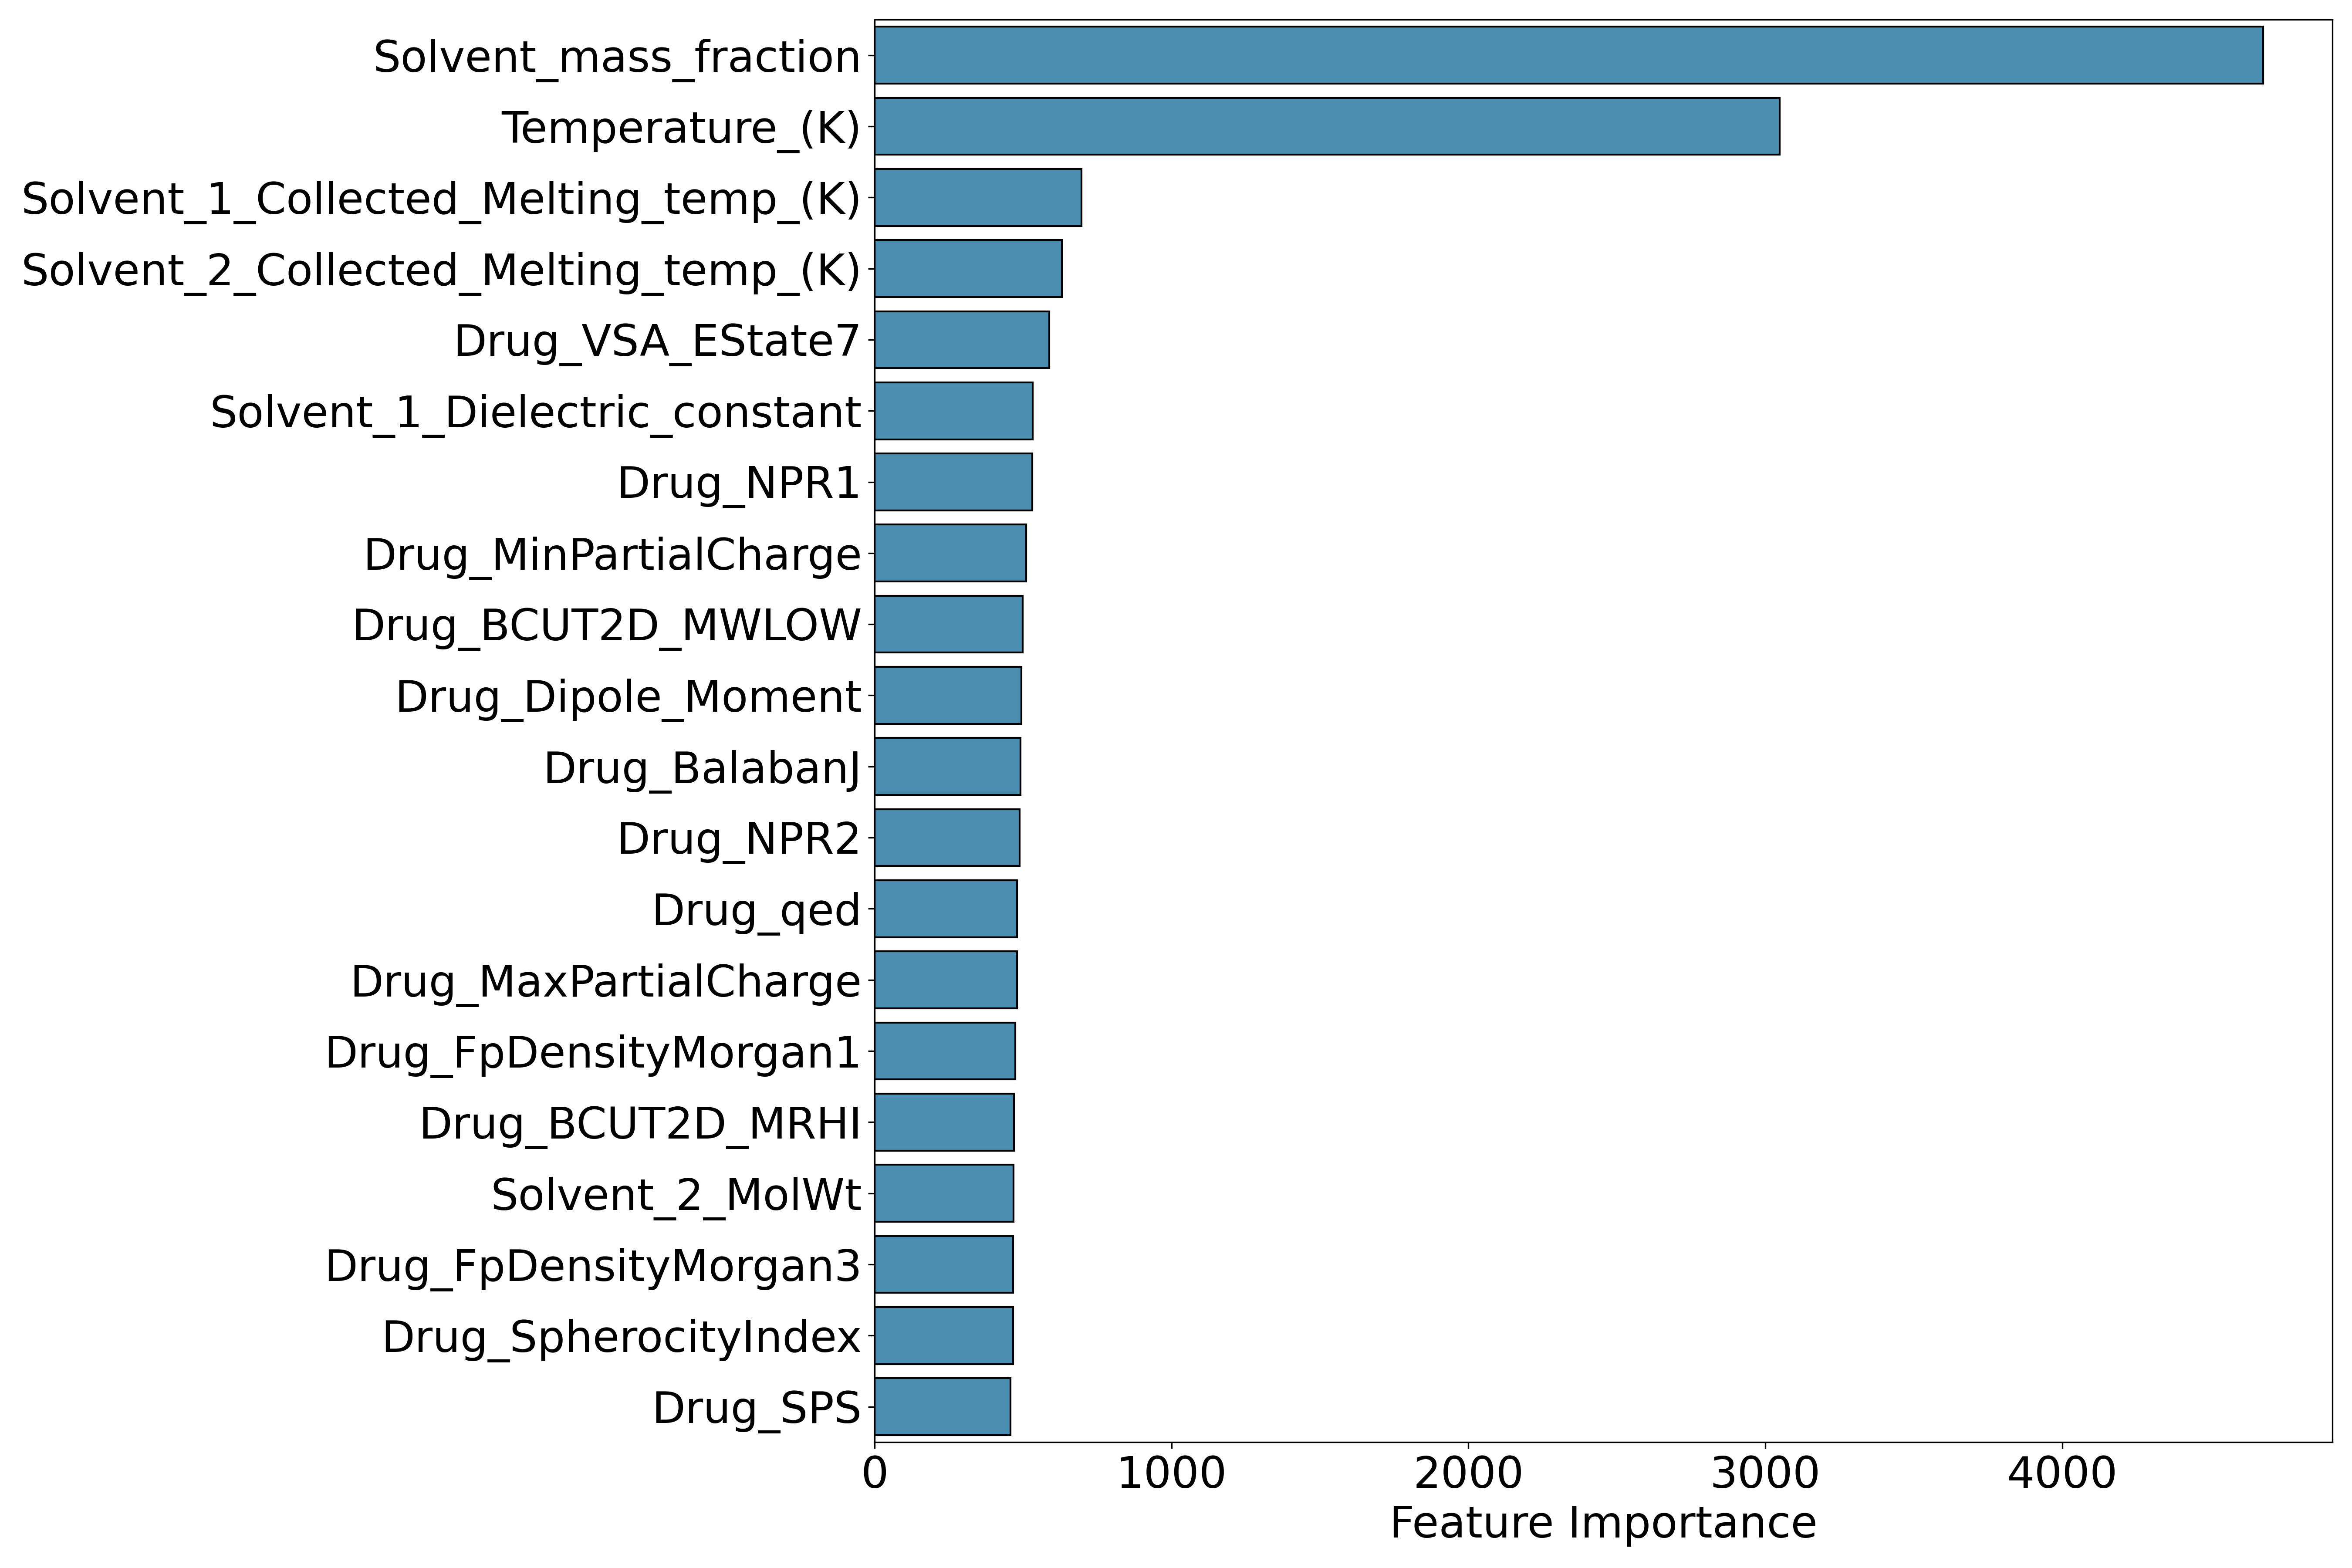 Solvent_mass_fraction
Temperature_(K)
Solvent_1_Collected_Melting_temp_(K)
Solvent_2_Collected_Melting_temp_(K)
Drug_VSA_EState7
Solvent_1_Dielectric_constant
Drug_NPR1
Drug_MinPartialCharge
Drug_BCUT2D_MWLOW
Drug_Dipole_Moment
Drug_BalabanJ
Drug_NPR2
Drug_qed
Drug_MaxPartialCharge
Drug_FpDensityMorgan1
Drug_BCUT2D_MRHI
Solvent_2_MolWt
Drug_FpDensityMorgan3
Drug_SpherocityIndex
Drug_SPS
0 1000 2000 3000 4000
Feature Importance